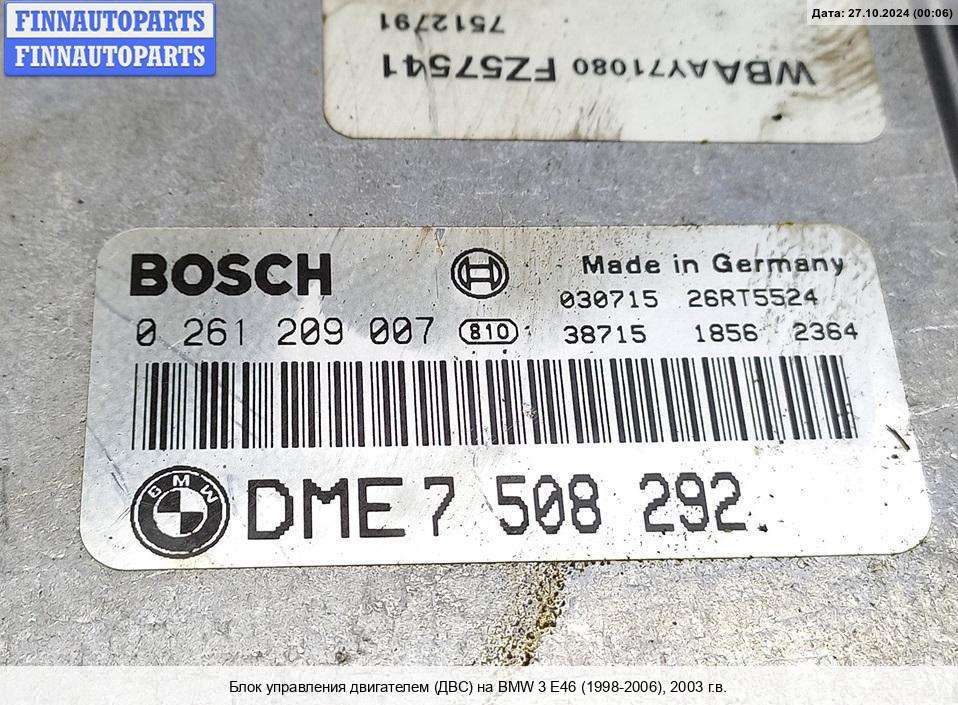 FINNAUTOPARTS
FINNAUTOPARTS
Дата: 27.10.2024 (00:06)
7512791
WBAAY71080 FZ57541
BOSCH
Made in Germany
030715 26RT5524
0 261 209 007 810 38715 1856 2364
BMW
DME 7 508 292
Блок управления двигателем (ДВС) на BMW 3 E46 (1998-2006), 2003 г.в.